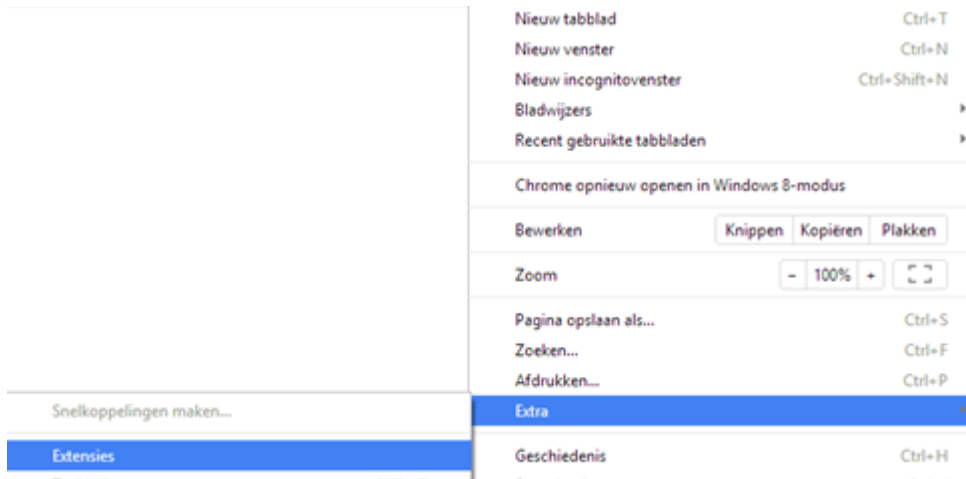 Nieuw tabblad Ctrl+T
Nieuw venster Ctrl+N
Nieuw incognitovenster Ctrl+Shift+N
Bladwijzers
Recent gebruikte tabbladen
Chrome opnieuw openen in Windows 8-modus
Bewerken Knippen Kopiëren Plakken
Zoom - 100% +
Pagina opslaan als... Ctrl+S
Zoeken... Ctrl+F
Afdrukken... Ctrl+P
Snelkoppelingen maken... Extra
Extensies Geschiedenis Ctrl+H